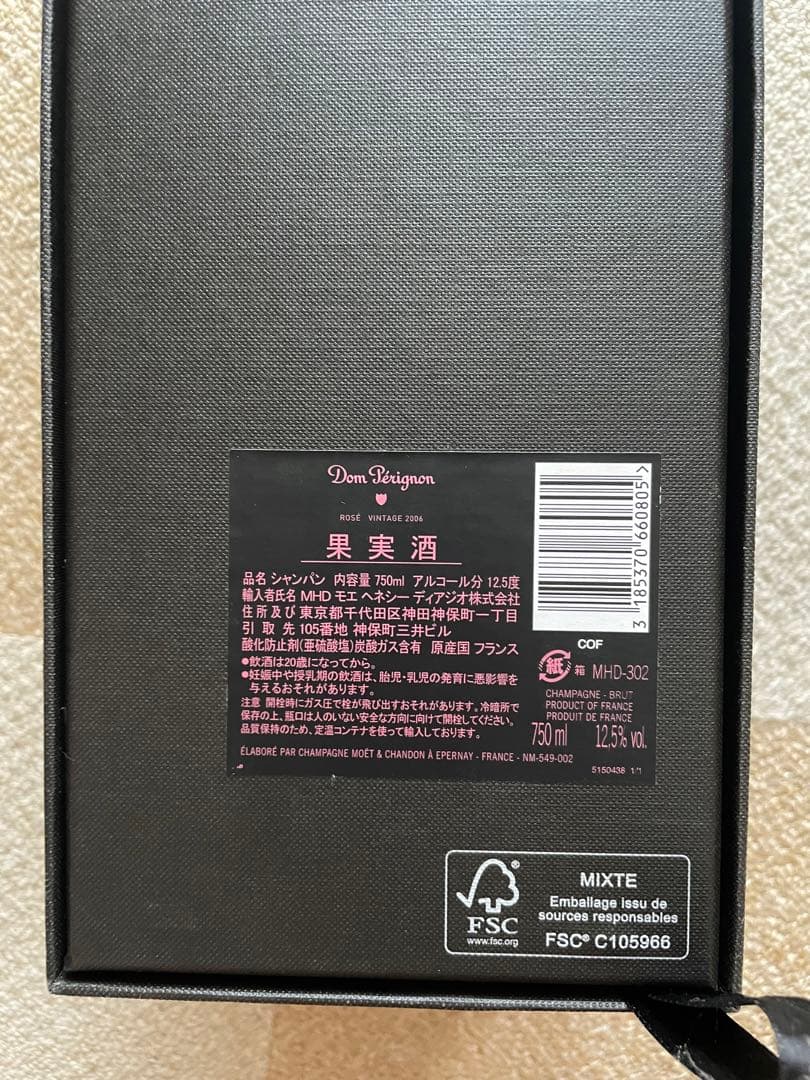 Dom Pérignon
ROSÉ VINTAGE 2006
果実酒
品名 シャンパン 内容量 750ml アルコール分 12.5度
輸入者氏名 MHD モエ ヘネシー ディアジオ株式会社
住所及び 東京都千代田区神田神保町一丁目
引取先 105番地 神保町三井ビル
酸化防止剤(亜硫酸塩)炭酸ガス含有 原産国 フランス
●飲酒は20歳になってから。
●妊娠中や授乳期の飲酒は、胎児・乳児の発育に悪影響を
与えるおそれがあります。
注意 開栓時にガス圧で栓が飛び出すおそれがあります。冷暗所で
保存の上、瓶口は人のいない安全な方向に向けて開栓してください。
品質保持のため、定温コンテナを使って輸入しております。
ÉLABORÉ PAR CHAMPAGNE MOËT & CHANDON À EPERNAY - FRANCE - NM-549-002
3 185370 660805 >
COF
紙 箱 MHD-302
CHAMPAGNE - BRUT
PRODUCT OF FRANCE
PRODUIT DE FRANCE
750 ml 12,5% vol.
5150438 1/1
FSC
www.fsc.org
MIXTE
Emballage issu de
sources responsables
FSC® C105966